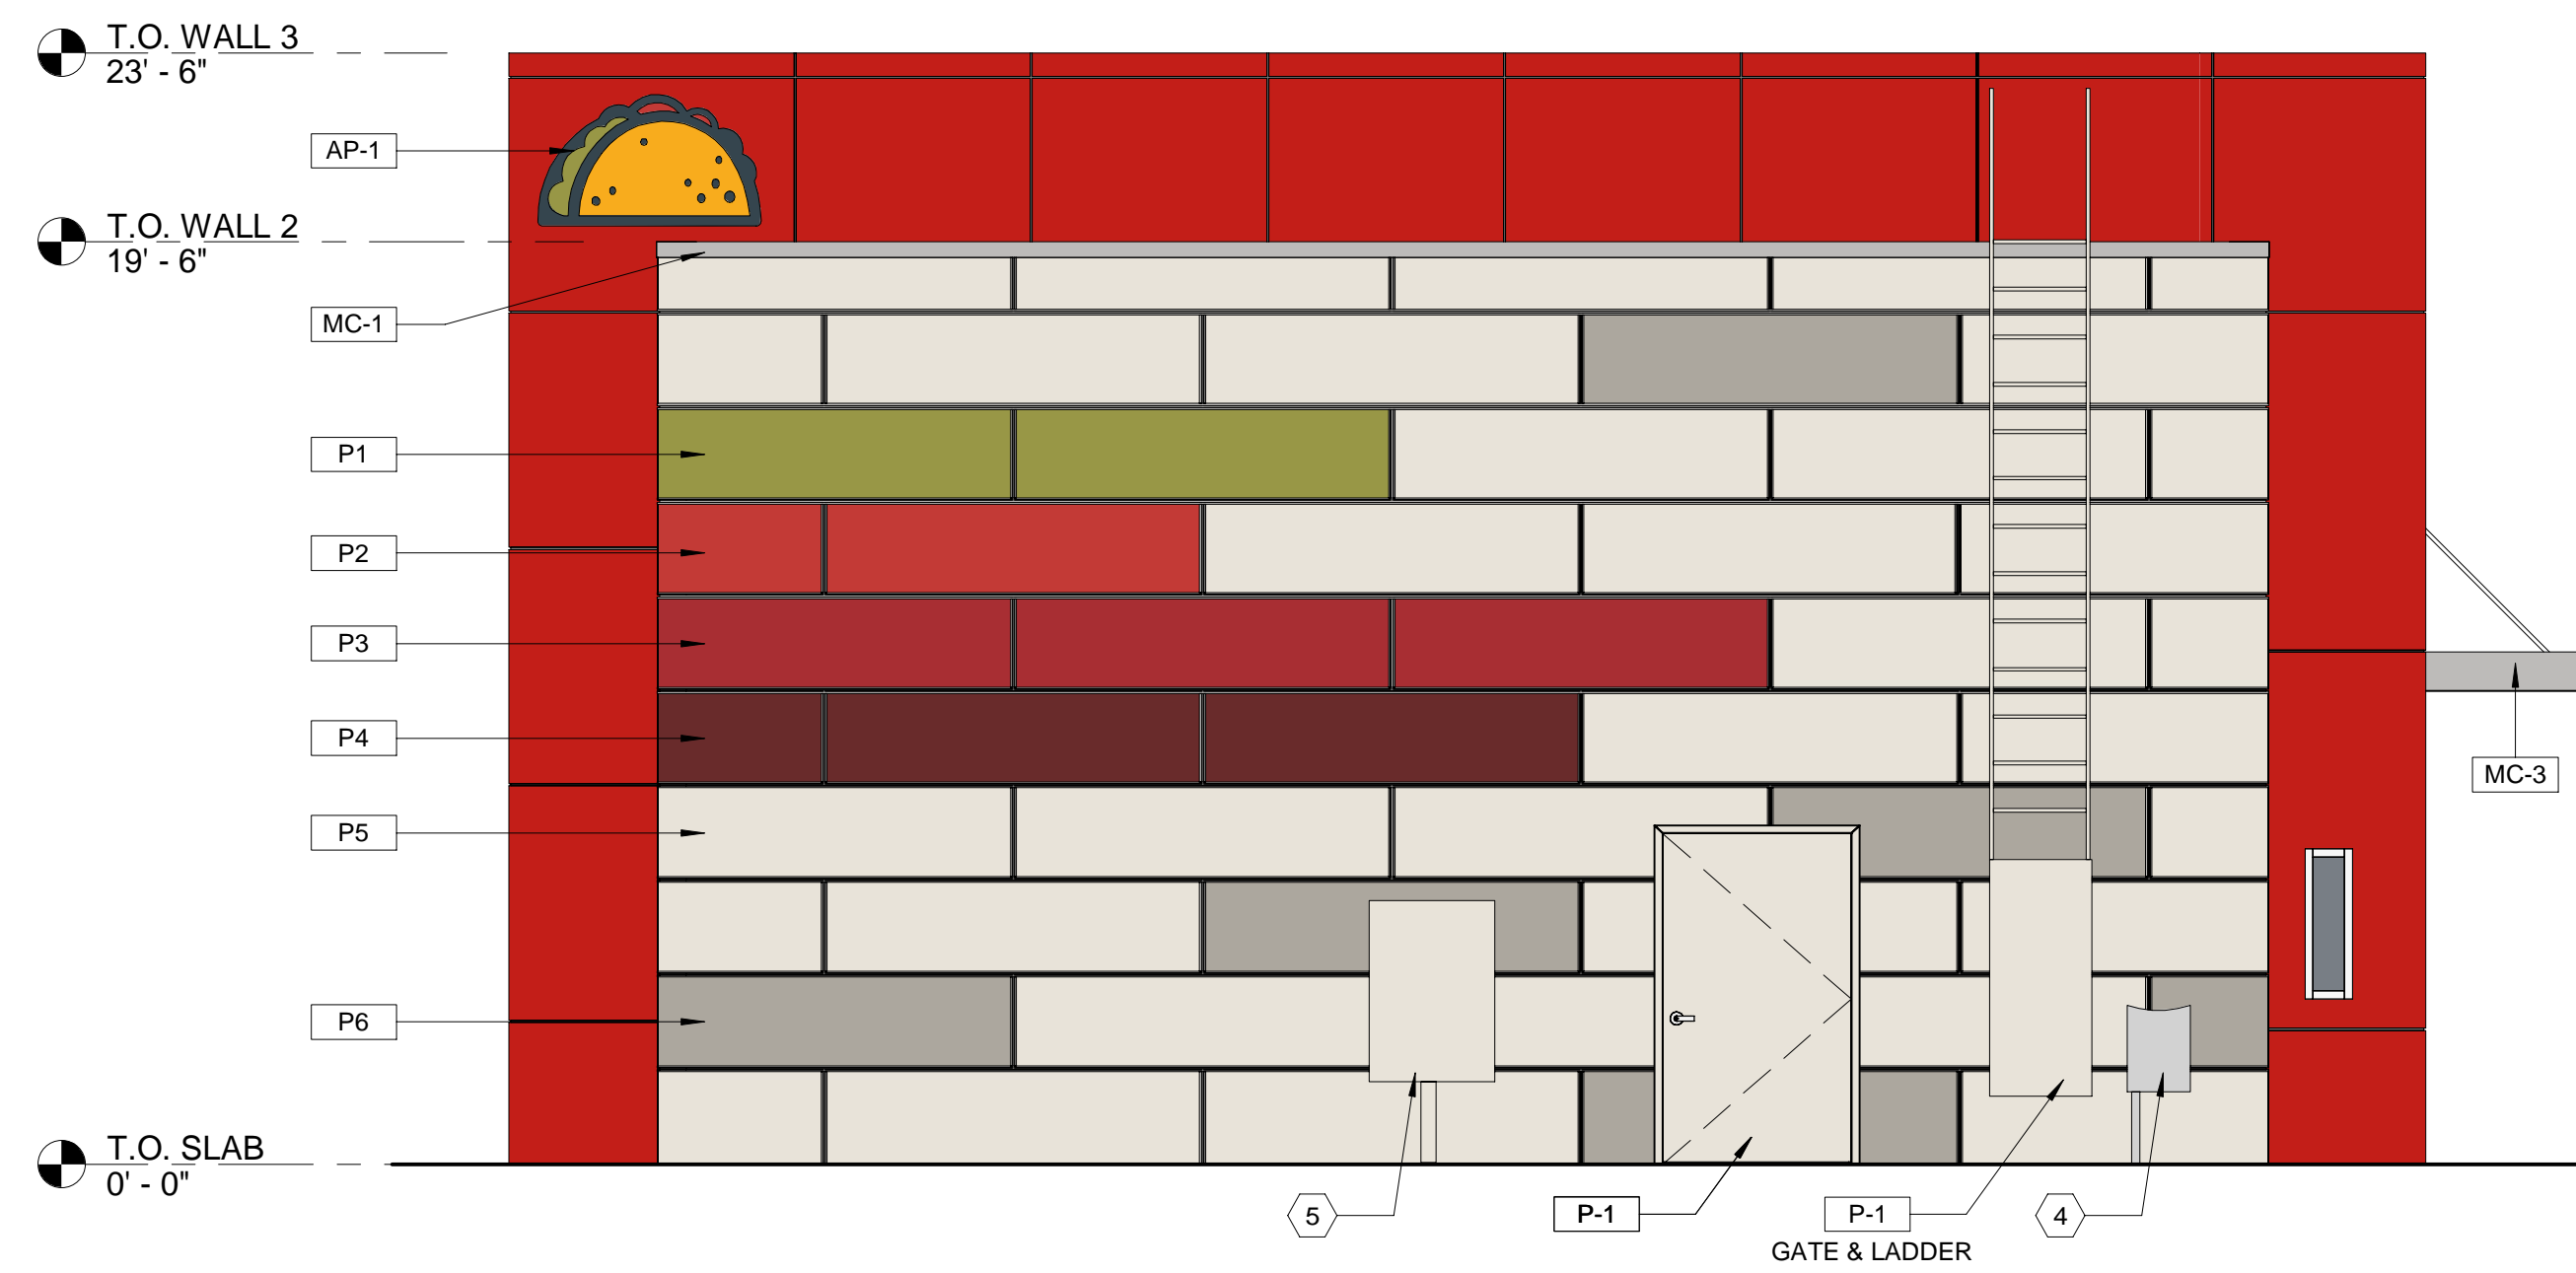 T.O. WALL 3
23' - 6"
AP-1
T.O. WALL 2
19' - 6"
MC-1
P1
P2
P3
P4
MC-3
P5
P6
T.O. SLAB
0' - 0"
5
P-1
P-1
4
GATE & LADDER